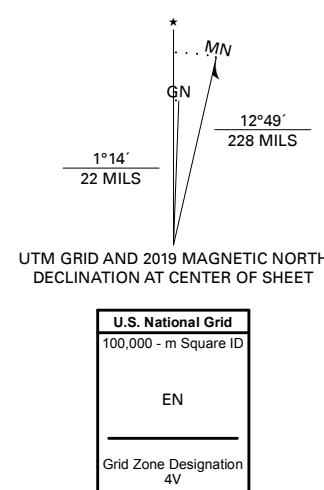 ★
MN
GN
12°49´
228 MILS
1°14´
22 MILS
UTM GRID AND 2019 MAGNETIC NORTH
DECLINATION AT CENTER OF SHEET
U.S. National Grid
100,000 - m Square ID
EN
Grid Zone Designation
4V